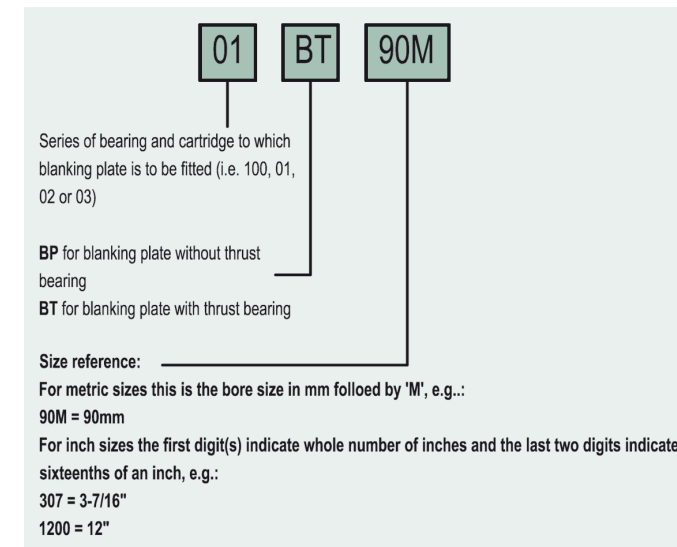 01 BT 90M
Series of bearing and cartridge to which
blanking plate is to be fitted (i.e. 100, 01,
02 or 03)
BP for blanking plate without thrust
bearing
BT for blanking plate with thrust bearing
Size reference:
For metric sizes this is the bore size in mm folloed by 'M', e.g..:
90M = 90mm
For inch sizes the first digit(s) indicate whole number of inches and the last two digits indicate
sixteenths of an inch, e.g.:
307 = 3-7/16"
1200 = 12"